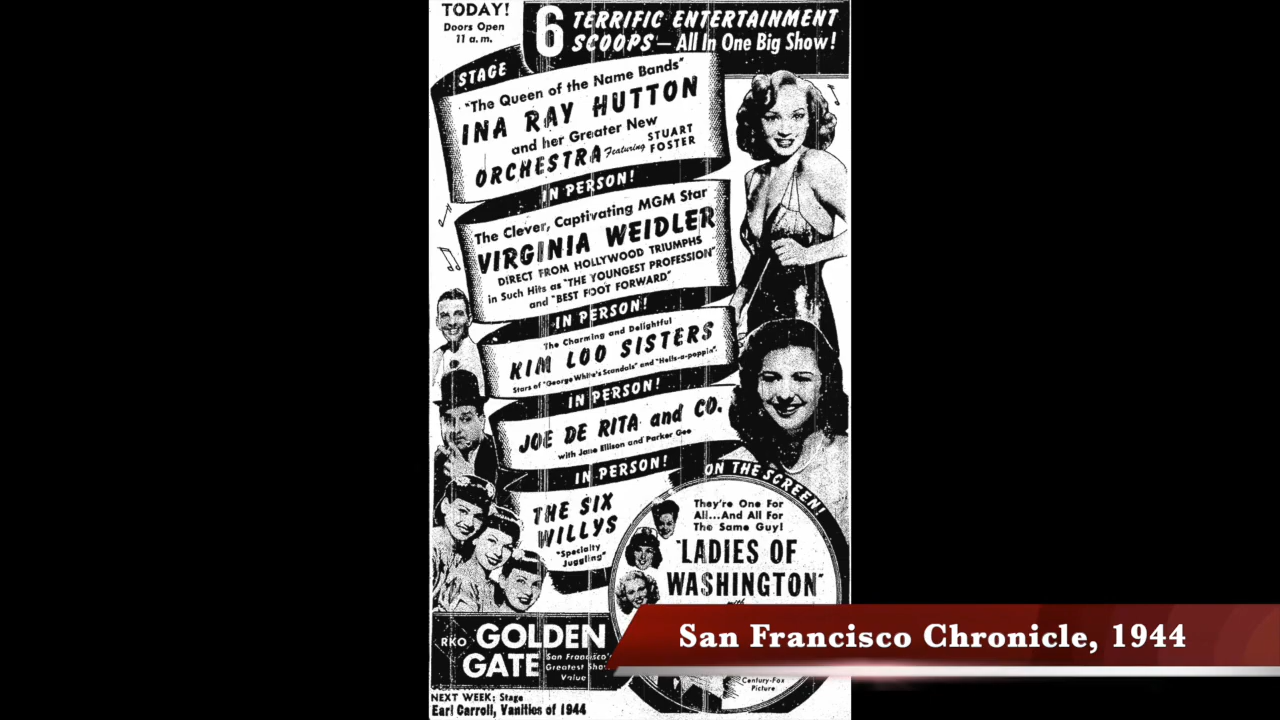 TODAY!
Doors Open
11 a.m.
6 TERRIFIC ENTERTAINMENT
SCOOPS — All In One Big Show!
STAGE
"The Queen of the Name Bands"
INA RAY HUTTON
and her Greater New
ORCHESTRA Featuring STUART FOSTER
IN PERSON!
The Clever, Captivating MGM Star
VIRGINIA WEIDLER
DIRECT FROM HOLLYWOOD TRIUMPHS
in Such Hits as "THE YOUNGEST PROFESSION"
and "BEST FOOT FORWARD"
IN PERSON!
The Charming and Delightful
KIM LOO SISTERS
Stars of "George White's Scandals" and "Hells-a-poppin".
IN PERSON!
JOE DE RITA and CO.
with Jane Ellison and Parker Gee
IN PERSON!
THE SIX
WILLYS
"Specialty
Juggling"
ON THE SCREEN!
They're One For
All...And All For
The Same Guy!
"LADIES OF
WASHINGTON"
with
Century-Fox
Picture
RKO GOLDEN
GATE
San Francisco's
Greatest Show
Value
NEXT WEEK: Stage
Earl Carroll, Vanities of 1944
San Francisco Chronicle, 1944